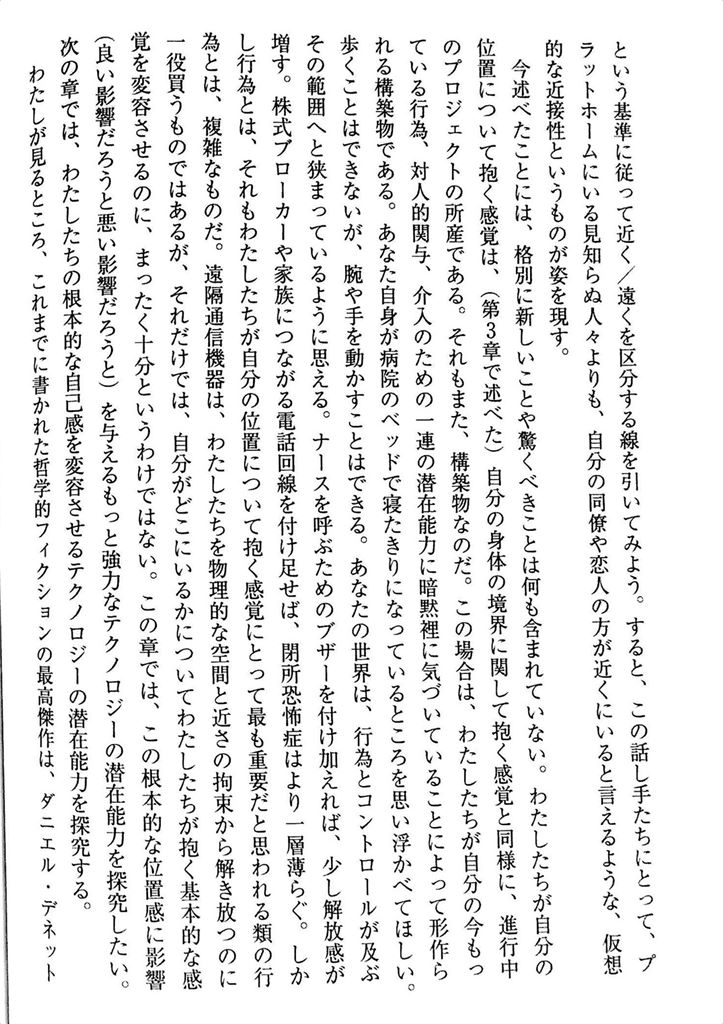 という基準に従って近く／遠くを区分する線を引いてみよう。すると、この話し手たちにとって、プ
ラットホームにいる見知らぬ人々よりも、自分の同僚や恋人の方が近くにいると言えるような、仮想
的な近接性というものが姿を現す。
今述べたことには、格別に新しいことや驚くべきことは何も含まれていない。わたしたちが自分の
位置について抱く感覚は、（第3章で述べた）自分の身体の境界に関して抱く感覚と同様に、進行中
のプロジェクトの所産である。それもまた、構築物なのだ。この場合は、わたしたちが自分の今もっ
ている行為、対人的関与、介入のための一連の潜在能力に暗黙裡に気づいていることによって形作ら
れる構築物である。あなた自身が病院のベッドで寝たきりになっているところを思い浮かべてほしい。
歩くことはできないが、腕や手を動かすことはできる。あなたの世界は、行為とコントロールが及ぶ
その範囲へと狭まっているように思える。ナースを呼ぶためのブザーを付け加えれば、少し解放感が
増す。株式ブローカーや家族につながる電話回線を付け足せば、閉所恐怖症はより一層薄らぐ。しか
し行為とは、それもわたしたちが自分の位置について抱く感覚にとって最も重要だと思われる類の行
為とは、複雑なものだ。遠隔通信機器は、わたしたちを物理的な空間と近さの拘束から解き放つのに
一役買うものではあるが、それだけでは、自分がどこにいるかについてわたしたちが抱く基本的な感
覚を変容させるのに、まったく十分というわけではない。この章では、この根本的な位置感に影響
（良い影響だろうと悪い影響だろうと）を与えるもっと強力なテクノロジーの潜在能力を探究したい。
次の章では、わたしたちの根本的な自己感を変容させるテクノロジーの潜在能力を探究する。
わたしが見るところ、これまでに書かれた哲学的フィクションの最高傑作は、ダニエル・デネット